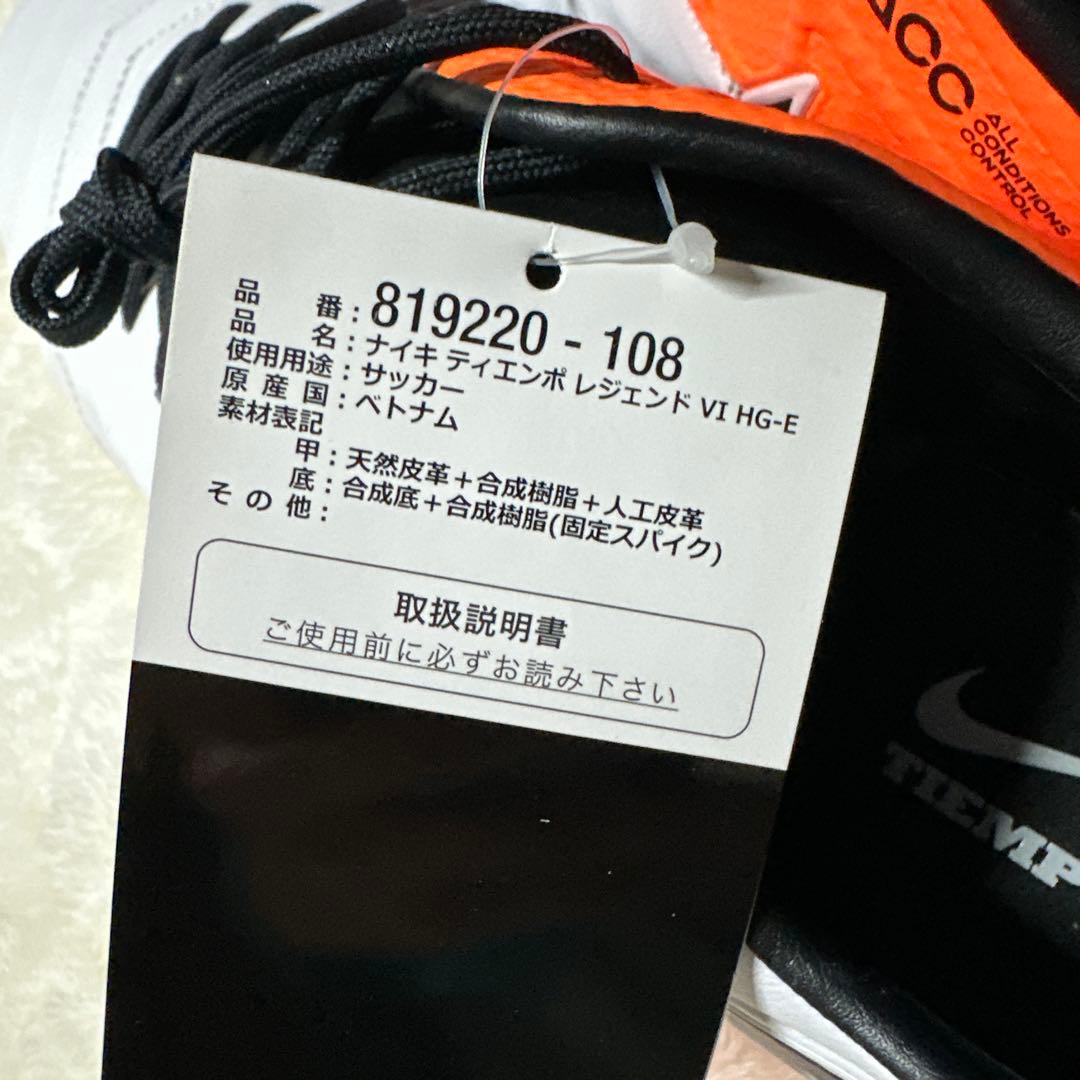 ACC
ALL
CONDITIONS
CONTROL
品番：819220 - 108
品名：ナイキ ティエンポ レジェンド VI HG-E
使用用途：サッカー
原産国：ベトナム
素材表記
甲：天然皮革＋合成樹脂＋人工皮革
底：合成底＋合成樹脂(固定スパイク)
その他：
取扱説明書
ご使用前に必ずお読み下さい
TIEMP